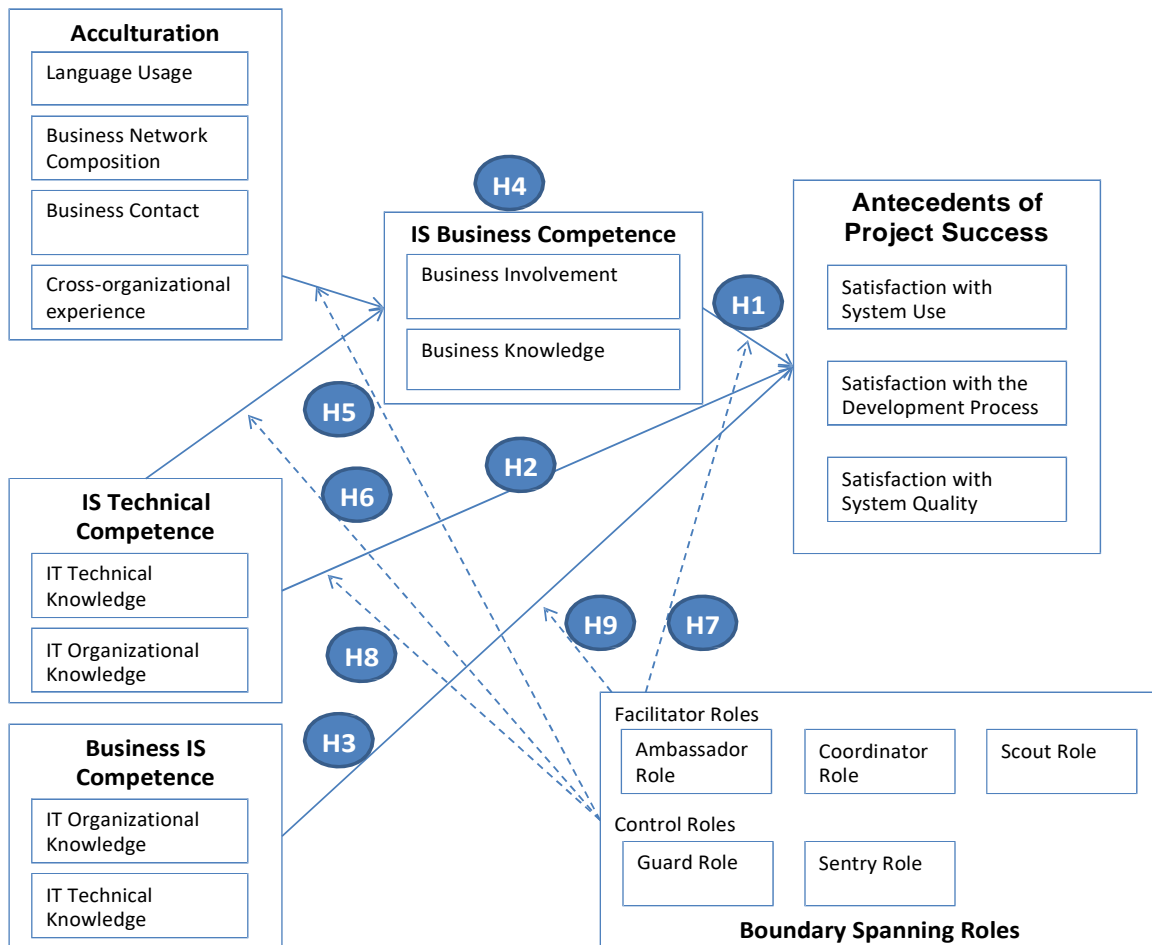 Acculturation
Language Usage
Business Network
Composition
Business Contact
Cross-organizational
experience
H4
IS Business Competence
Business Involvement
Business Knowledge
H1
Antecedents of
Project Success
Satisfaction with
System Use
Satisfaction with the
Development Process
Satisfaction with
System Quality
H5
H2
H6
IS Technical
Competence
IT Technical
Knowledge
IT Organizational
Knowledge
H9
H7
H8
H3
Business IS
Competence
IT Organizational
Knowledge
IT Technical
Knowledge
Facilitator Roles
Ambassador
Role
Coordinator
Role
Scout Role
Control Roles
Guard Role
Sentry Role
Boundary Spanning Roles